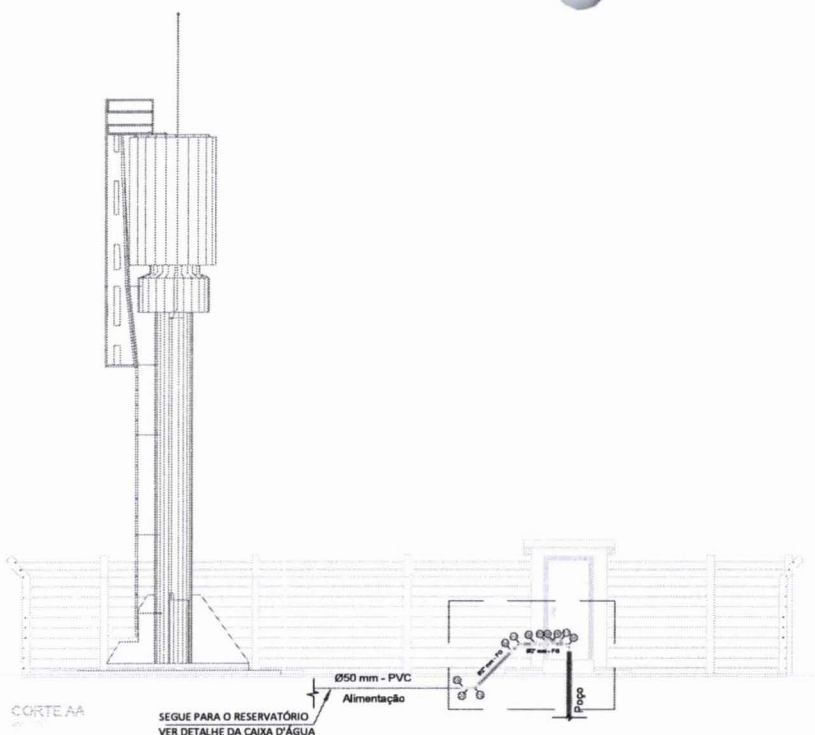 Ø50 mm - PVC
Alimentação
Poço
CORTE AA
SEGUE PARA O RESERVATÓRIO
VER DETALHE DA CAIXA D'ÁGUA